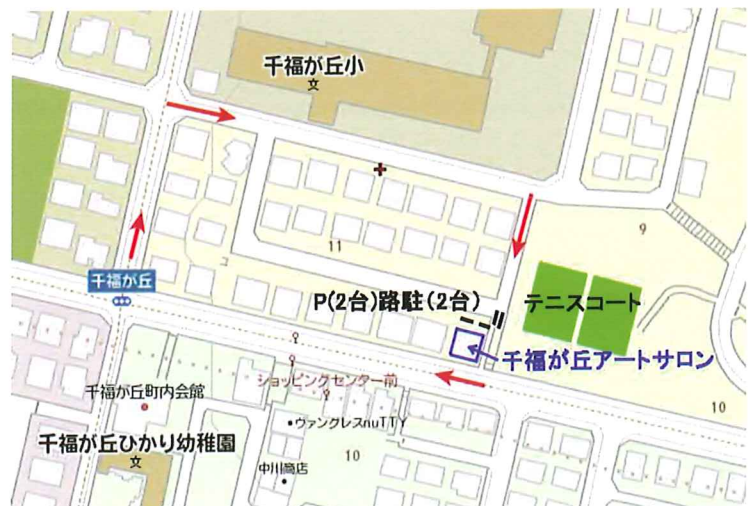 千福が丘小
文
9
11
千福が丘
P(2台)路駐(2台)
テニスコート
千福が丘アートサロン
ショッピングセンター前
千福が丘町内会館
10
ヴァングレスnuTTY
千福が丘ひかり幼稚園
文
中川商店
10